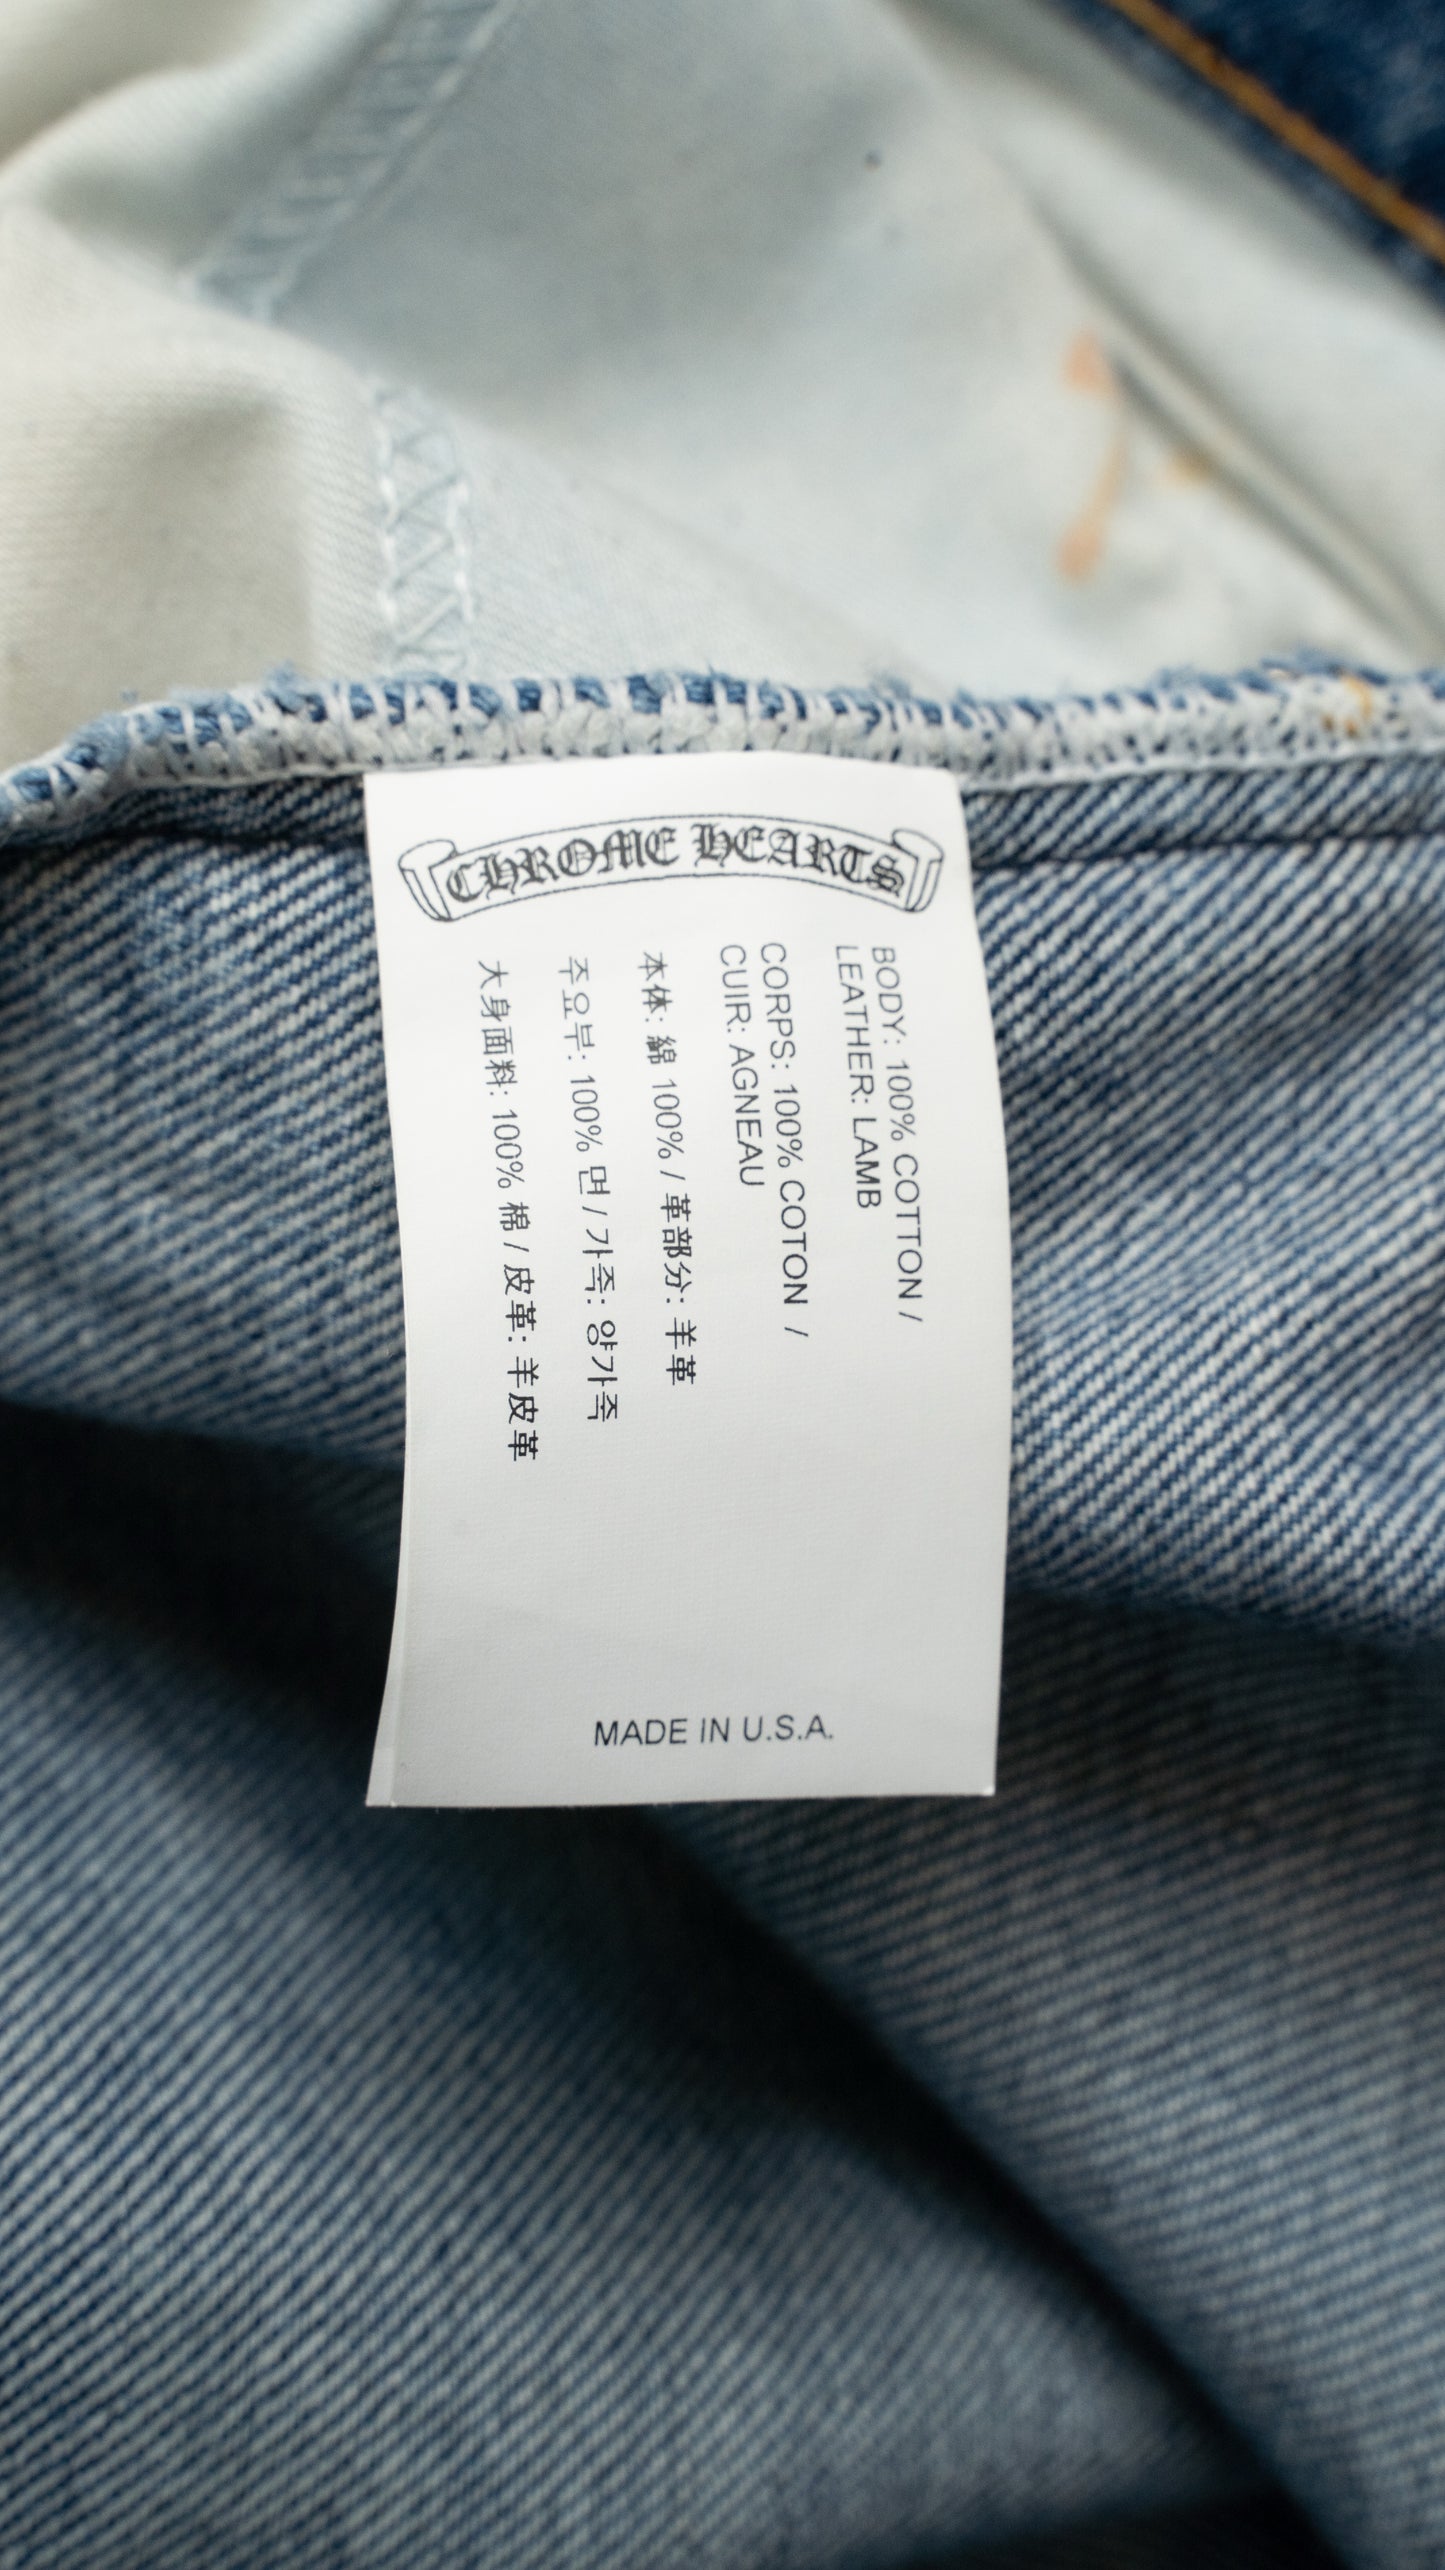 CHROME HEARTS
BODY: 100% COTTON /
LEATHER: LAMB
CORPS: 100% COTON /
CUIR: AGNEAU
本体: 綿 100% / 革部分: 羊革
주요부: 100% 면 / 가죽: 양가죽
大身面料: 100% 棉 / 皮革: 羊皮革
MADE IN U.S.A.